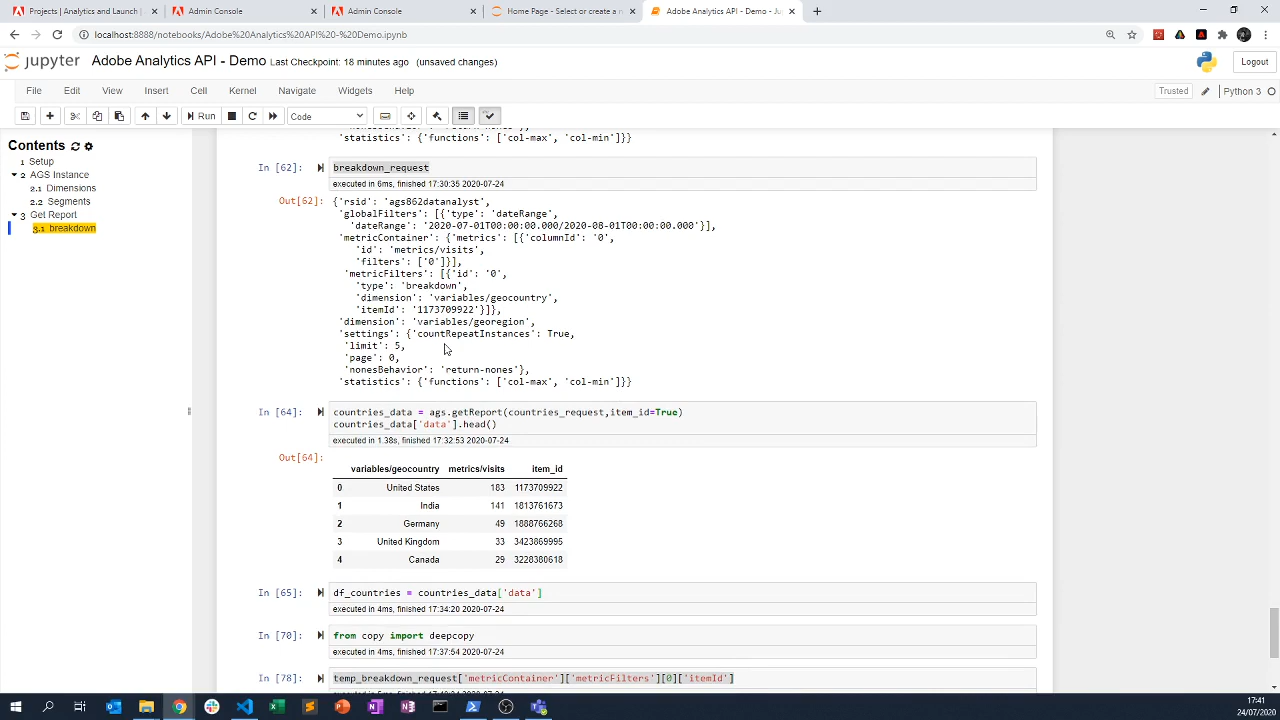 Projects | Analytics and Launch |
Admin Console
Admin Console
Home Page - Select or create a n
Adobe Analytics API - Demo - Ju
localhost:8888/notebooks/Adobe%20Analytics%20API%20-%20Demo.ipynb
jupyter Adobe Analytics API - Demo Last Checkpoint: 18 minutes ago (unsaved changes)
Logout
File Edit View Insert Cell Kernel Navigate Widgets Help
Trusted
Python 3
Run
Code
Contents
1 Setup
2 AGS Instance
2.1 Dimensions
2.2 Segments
3 Get Report
3.1 breakdown
'statistics': {'functions': ['col-max', 'col-min']}}
In [62]: breakdown_request
executed in 6ms, finished 17:30:35 2020-07-24
Out[62]: {'rsid': 'ags862datanalyst',
'globalFilters': [{'type': 'dateRange',
'dateRange': '2020-07-01T00:00:00.000/2020-08-01T00:00:00.000'}],
'metricContainer': {'metrics': [{'columnId': '0',
'id': 'metrics/visits',
'filters': ['0']}],
'metricFilters': [{'id': '0',
'type': 'breakdown',
'dimension': 'variables/geocountry',
'itemId': '1173709922'}]},
'dimension': 'variables/georegion',
'settings': {'countRepeatInstances': True,
'limit': 5,
'page': 0,
'nonesBehavior': 'return-nones'},
'statistics': {'functions': ['col-max', 'col-min']}}
In [64]: countries_data = ags.getReport(countries_request,item_id=True)
countries_data['data'].head()
executed in 1.38s, finished 17:32:53 2020-07-24
Out[64]:
variables/geocountry metrics/visits item_id
0 United States 183 1173709922
1 India 141 1813761673
2 Germany 49 1888766268
3 United Kingdom 33 3423869995
4 Canada 29 3228380618
In [65]: df_countries = countries_data['data']
executed in 4ms, finished 17:34:20 2020-07-24
In [70]: from copy import deepcopy
executed in 4ms, finished 17:37:54 2020-07-24
In [78]: temp_breakdown_request['metricContainer']['metricFilters'][0]['itemId']
17:41
24/07/2020